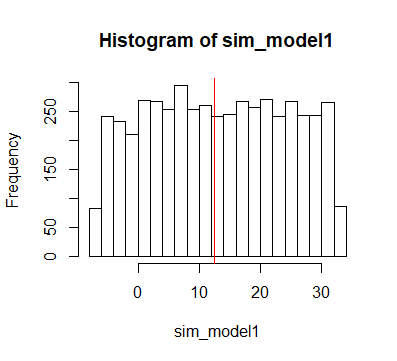 Histogram of sim_model1
Frequency
250
150
50
0
0 10 20 30
sim_model1